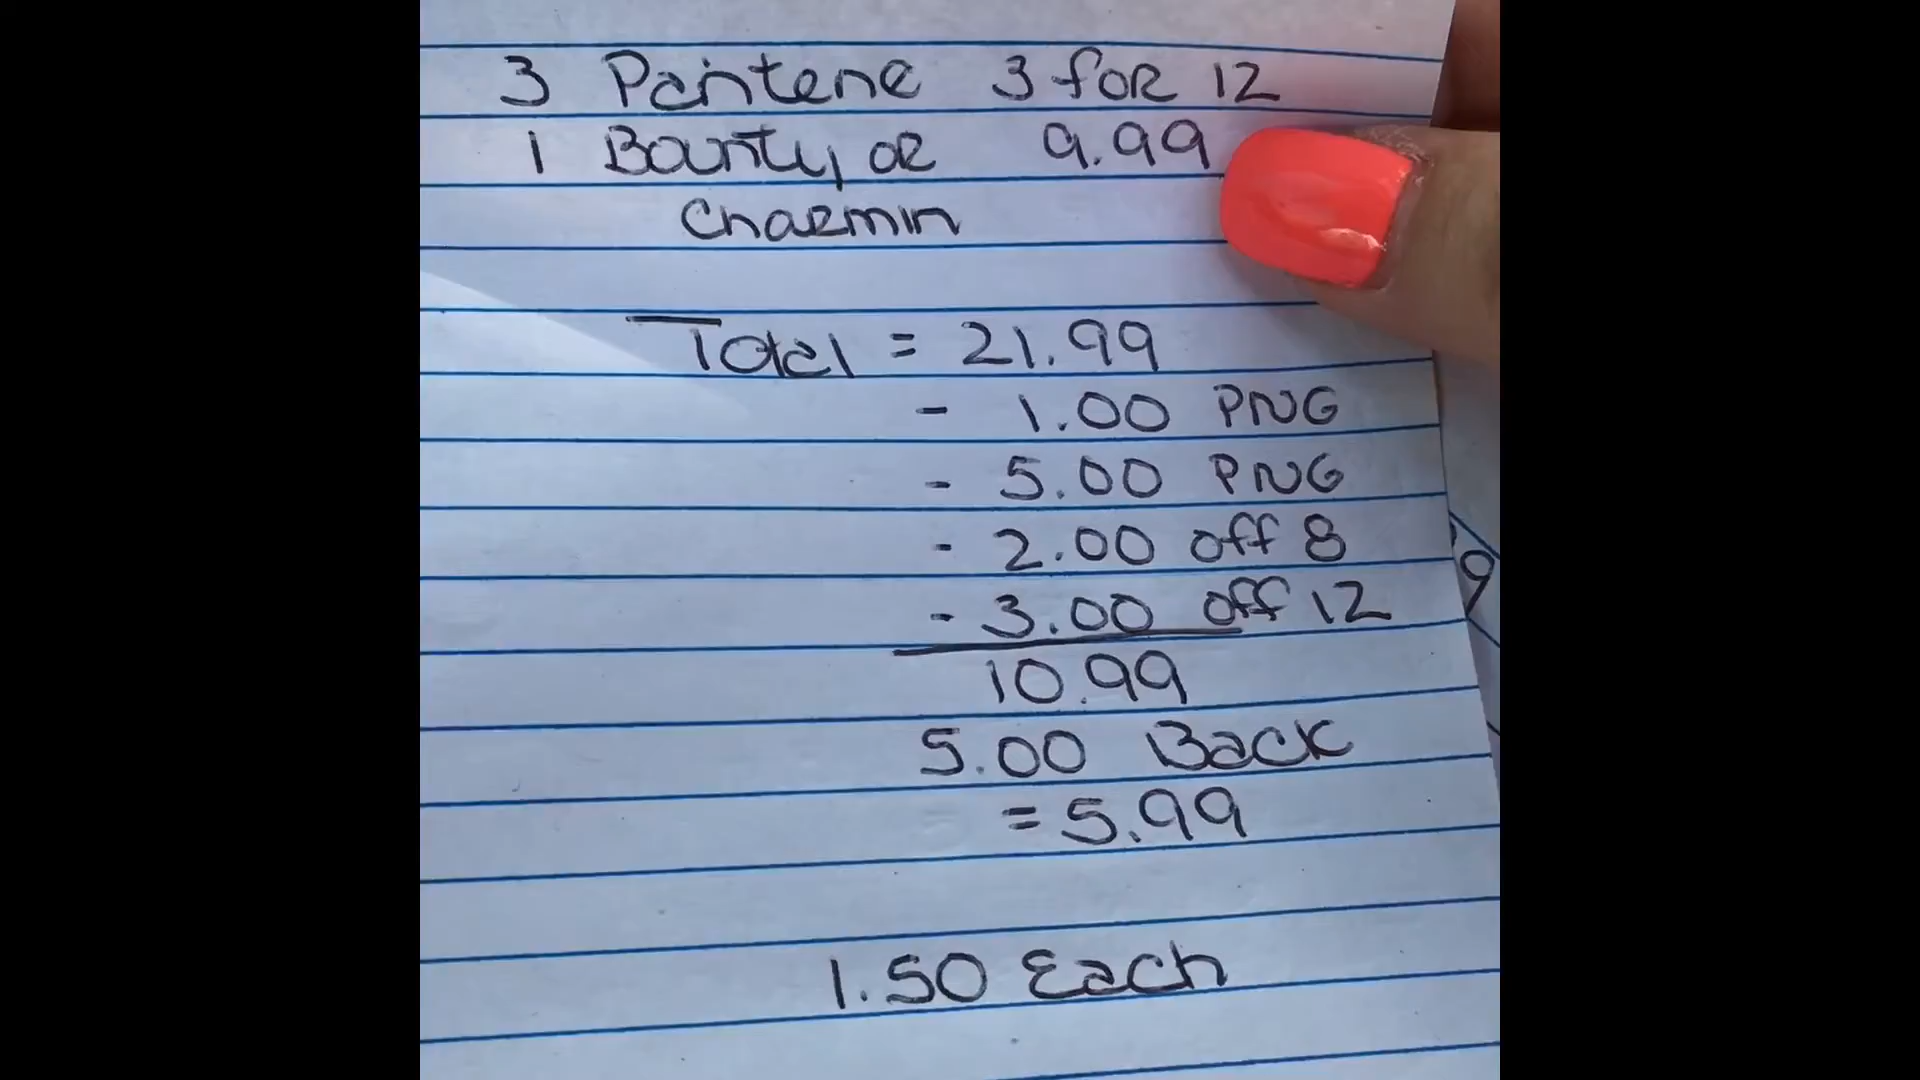 3 Pantene 3 for 12
1 Bounty or 9.99
Charmin
Total = 21.99
- 1.00 PNG
- 5.00 PNG
- 2.00 off 8
- 3.00 off 12
10.99
5.00 Back
= 5.99
1.50 Each
9